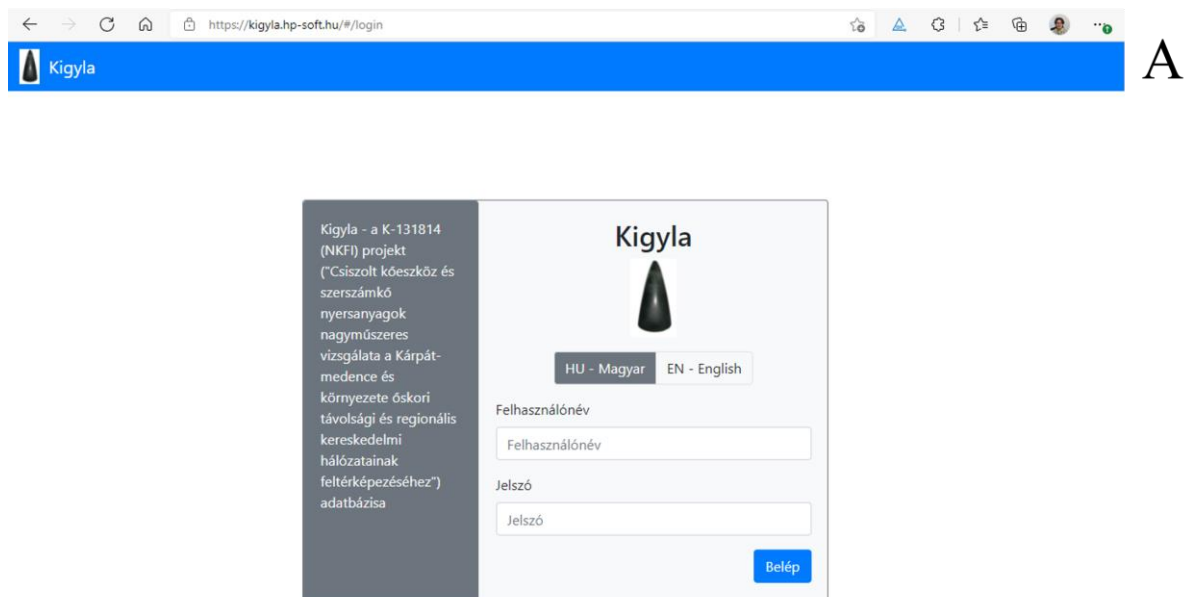 https://kigyla.hp-soft.hu/#/login
Kigyla
A
Kigyla - a K-131814
(NKFI) projekt
("Csiszolt kőeszköz és
szerszámkő
nyersanyagok
nagyműszeres
vizsgálata a Kárpát-
medence és
környezete őskori
távolsági és regionális
kereskedelmi
hálózatainak
feltérképezéséhez")
adatbázisa
Kigyla
HU - Magyar EN - English
Felhasználónév
Felhasználónév
Jelszó
Jelszó
Belép